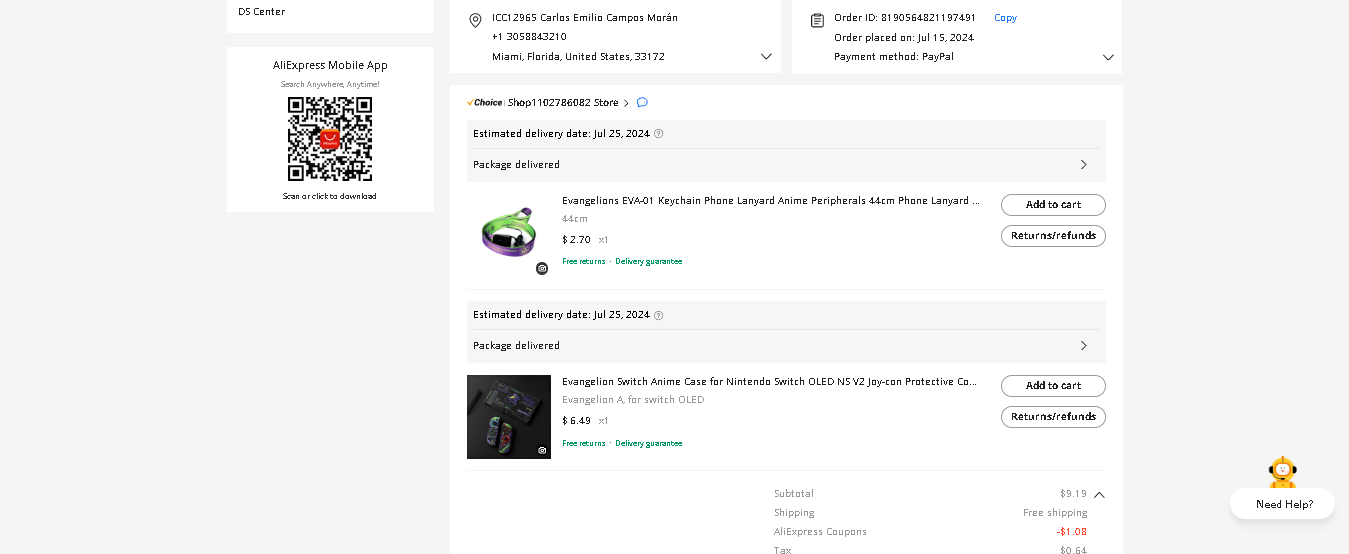 DS Center
AliExpress Mobile App
Search Anywhere, Anytime!
Scan or click to download
ICC12965 Carlos Emilio Campos Morán
+1 3058843210
Miami, Florida, United States, 33172
Order ID: 8190564821197491 Copy
Order placed on: Jul 15, 2024
Payment method: PayPal
Choice Shop1102786082 Store
Estimated delivery date: Jul 25, 2024
Package delivered
Evangelions EVA-01 Keychain Phone Lanyard Anime Peripherals 44cm Phone Lanyard ...
44cm
$ 2.70 x1
Free returns · Delivery guarantee
Add to cart
Returns/refunds
Estimated delivery date: Jul 25, 2024
Package delivered
Evangelion Switch Anime Case for Nintendo Switch OLED NS V2 Joy-con Protective Co...
Evangelion A, for switch OLED
$ 6.49 x1
Free returns · Delivery guarantee
Add to cart
Returns/refunds
Subtotal $9.19
Shipping Free shipping
AliExpress Coupons -$1.08
Tax $0.64
Need Help?